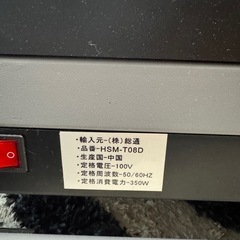 ・輸入元-(株)総通
・品番-HSM-T08D
・生産国-中国
・定格電圧-100V
・定格周波数-50/60HZ
・定格消費電力-350W